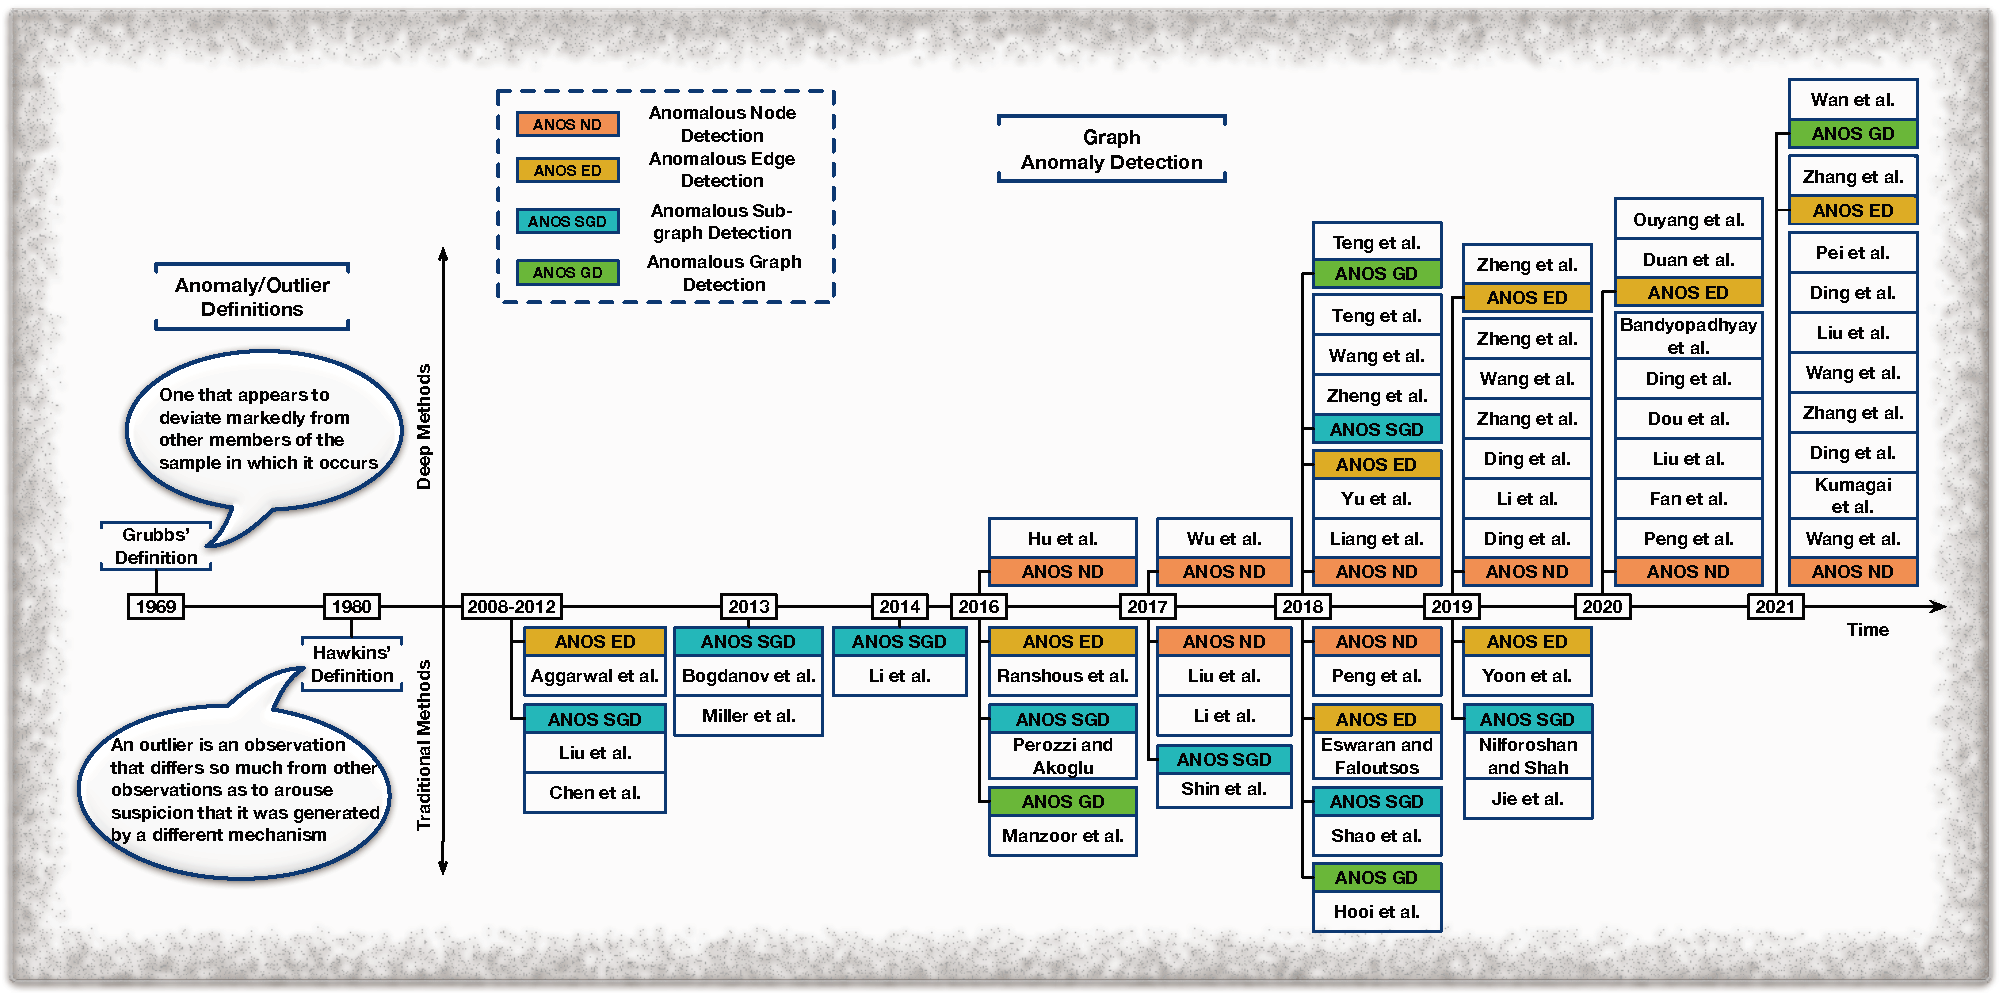 ANOS ND
Anomalous Node
Detection
ANOS ED
Anomalous Edge
Detection
ANOS SGD
Anomalous Sub-
graph Detection
ANOS GD
Anomalous Graph
Detection
Graph
Anomaly Detection
Anomaly/Outlier
Definitions
One that appears to
deviate markedly from
other members of the
sample in which it occurs
Grubbs'
Definition
1969
1980
Hawkins'
Definition
An outlier is an observation
that differs so much from other
observations as to arouse
suspicion that it was generated
by a different mechanism
Deep Methods
Traditional Methods
2008-2012
ANOS ED
Aggarwal et al.
ANOS SGD
Liu et al.
Chen et al.
2013
ANOS SGD
Bogdanov et al.
Miller et al.
2014
ANOS SGD
Li et al.
Hu et al.
ANOS ND
2016
ANOS ED
Ranshous et al.
ANOS SGD
Perozzi and
Akoglu
ANOS GD
Manzoor et al.
Wu et al.
ANOS ND
2017
ANOS ND
Liu et al.
Li et al.
ANOS SGD
Shin et al.
Teng et al.
ANOS GD
Teng et al.
Wang et al.
Zheng et al.
ANOS SGD
ANOS ED
Yu et al.
Liang et al.
ANOS ND
2018
ANOS ND
Peng et al.
ANOS ED
Eswaran and
Faloutsos
ANOS SGD
Shao et al.
ANOS GD
Hooi et al.
Zheng et al.
ANOS ED
Zheng et al.
Wang et al.
Zhang et al.
Ding et al.
Li et al.
Ding et al.
ANOS ND
2019
ANOS ED
Yoon et al.
ANOS SGD
Nilforoshan
and Shah
Jie et al.
Ouyang et al.
Duan et al.
ANOS ED
Bandyopadhyay
et al.
Ding et al.
Dou et al.
Liu et al.
Fan et al.
Peng et al.
ANOS ND
2020
Wan et al.
ANOS GD
Zhang et al.
ANOS ED
Pei et al.
Ding et al.
Liu et al.
Wang et al.
Zhang et al.
Ding et al.
Kumagai
et al.
Wang et al.
ANOS ND
2021
Time